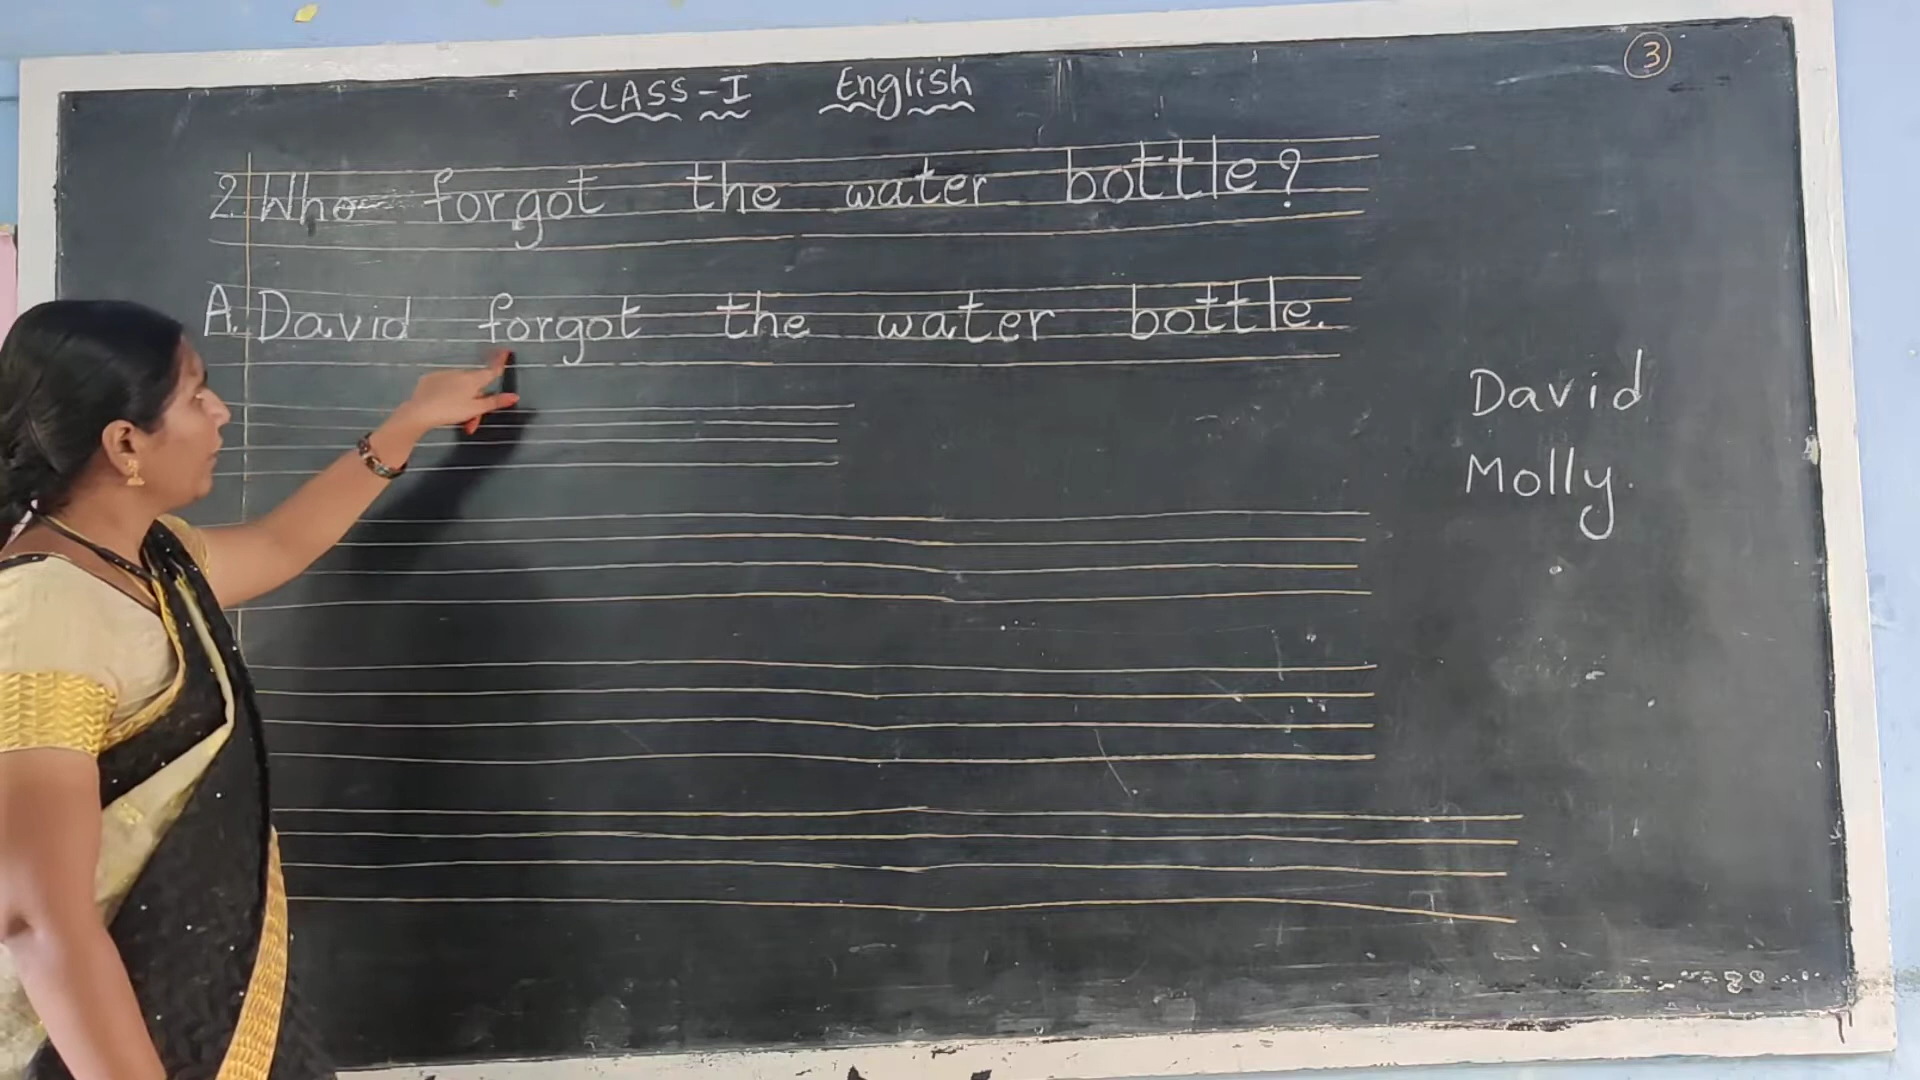 CLASS-I English
3
2. Who forgot the water bottle?
A. David forgot the water bottle.
David
Molly.